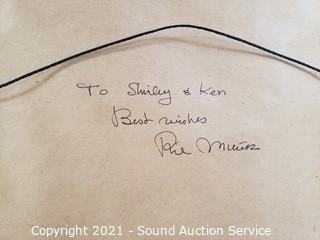 To Shirley & Ken
Best wishes
Copyright 2021 - Sound Auction Service